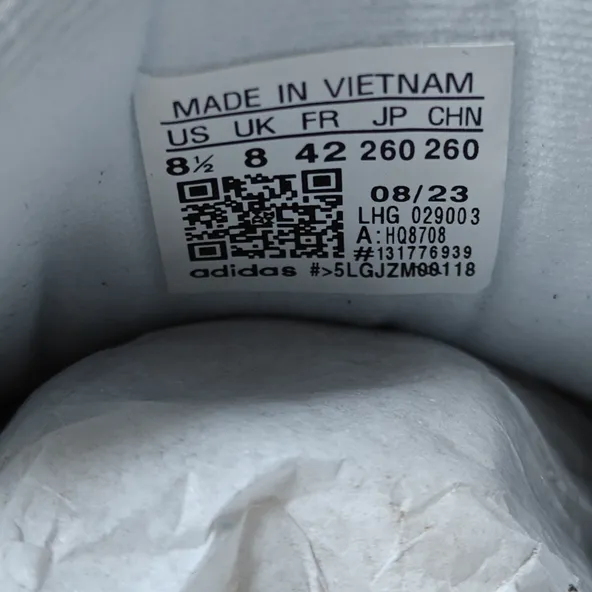 MADE IN VIETNAM
US UK FR JP CHN
8½ 8 42 260 260
08/23
LHG 029003
A:HQ8708
#131776939
adidas #>5LGJZM00118